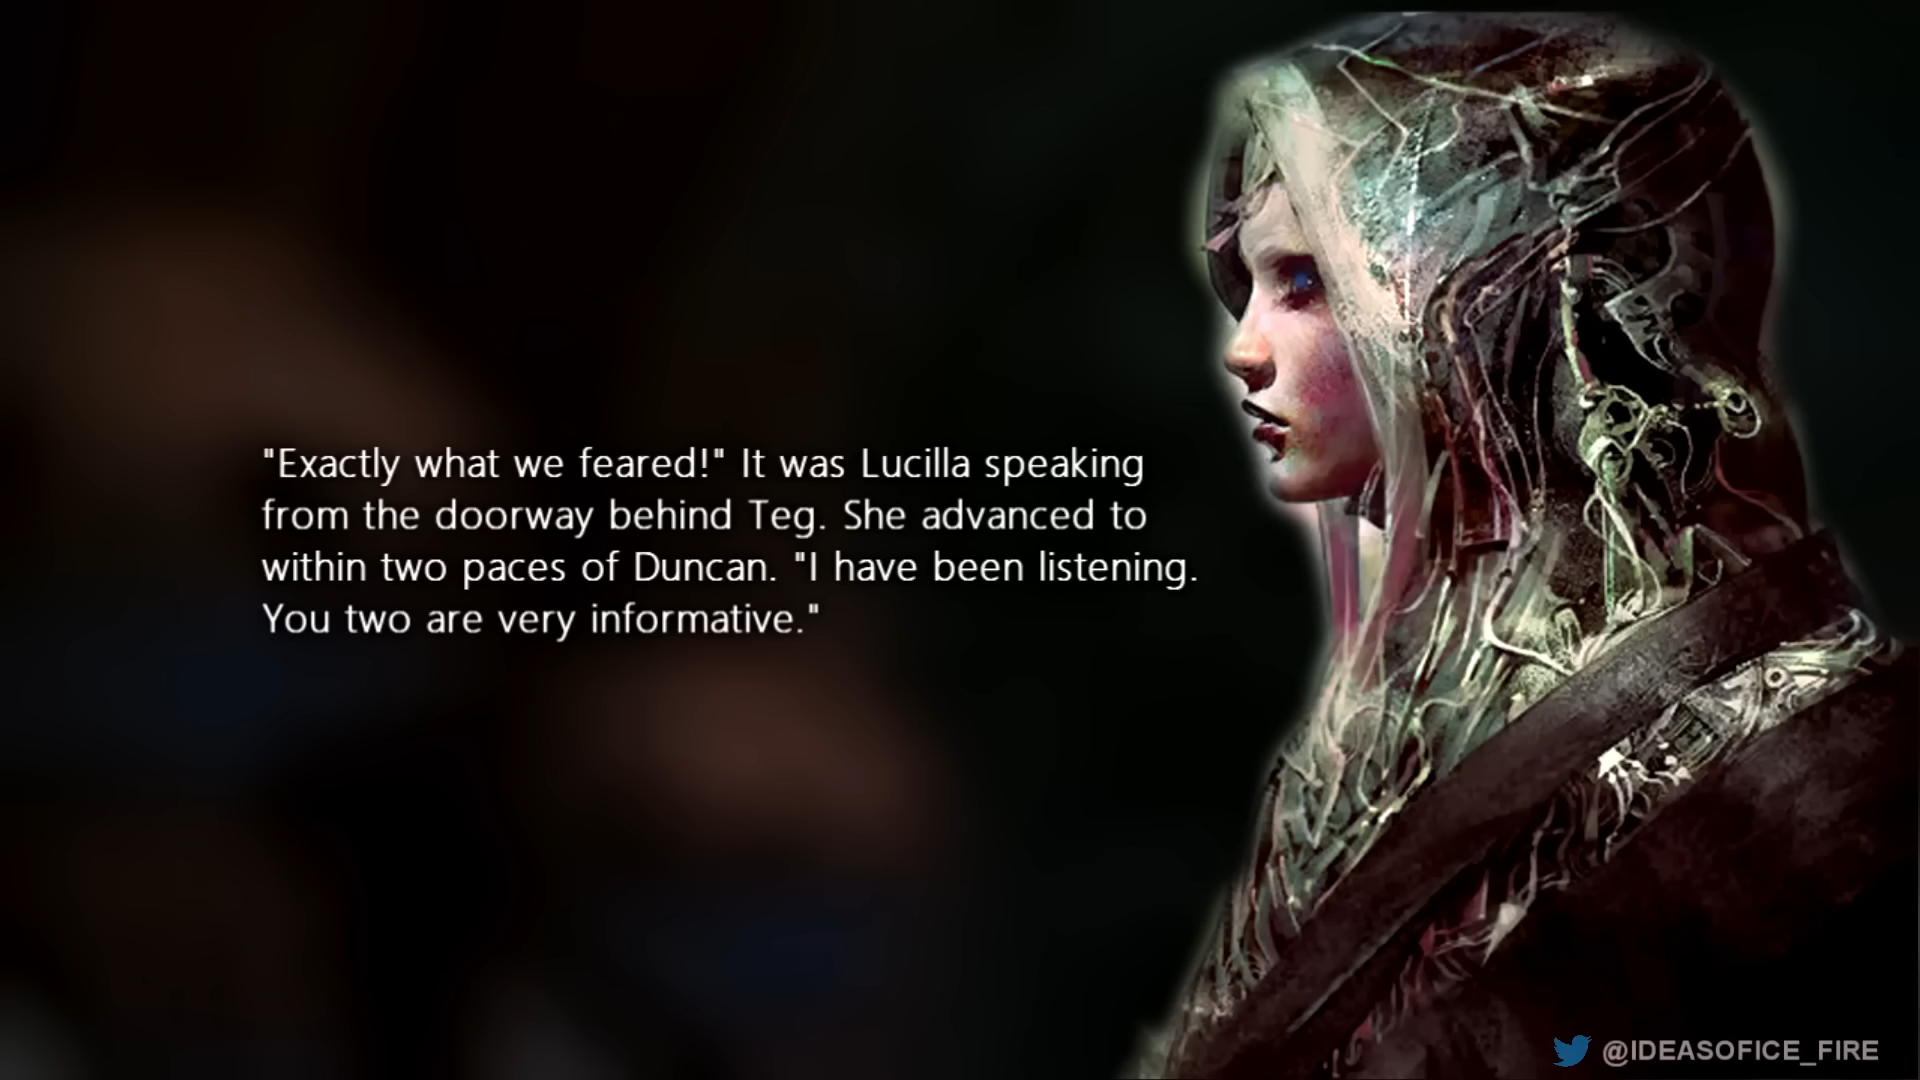 "Exactly what we feared!" It was Lucilla speaking
from the doorway behind Teg. She advanced to
within two paces of Duncan. "I have been listening.
You two are very informative."
@IDEASOFICE_FIRE